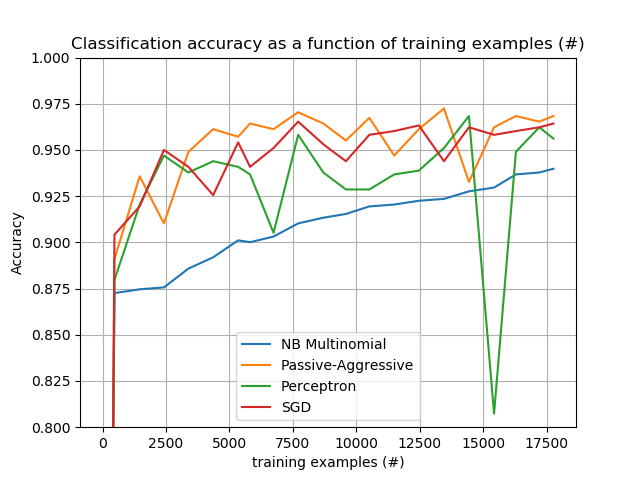 Classification accuracy as a function of training examples (#)
1.000
0.975
0.950
0.925
0.900
0.875
0.850
0.825
0.800
Accuracy
NB Multinomial
Passive-Aggressive
Perceptron
SGD
0 2500 5000 7500 10000 12500 15000 17500
training examples (#)